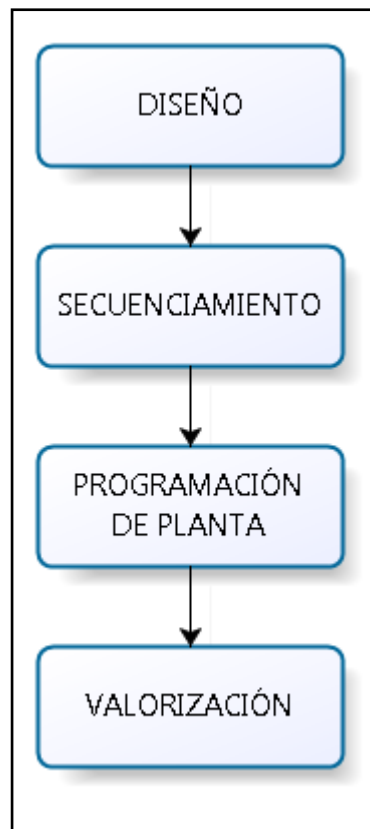 DISEÑO
SECUENCIAMIENTO
PROGRAMACIÓN
DE PLANTA
VALORIZACIÓN